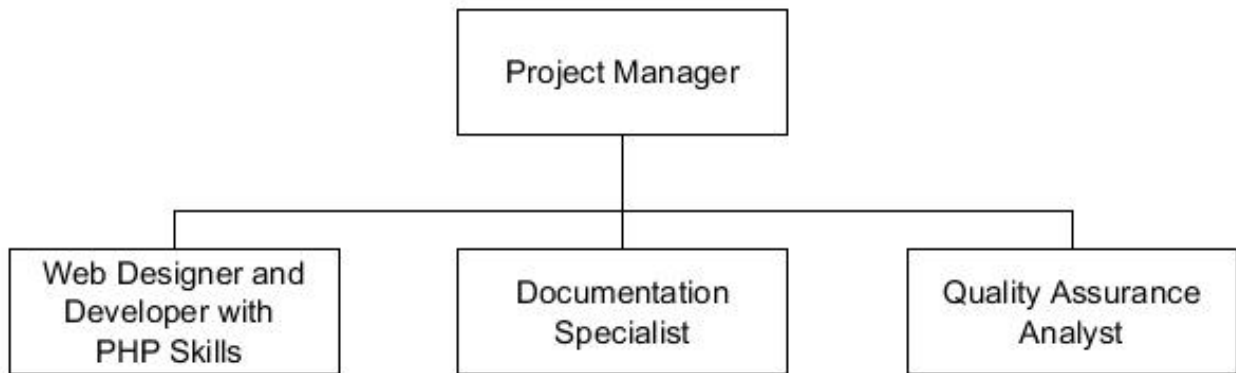 Project Manager
Web Designer and
Developer with
PHP Skills
Documentation
Specialist
Quality Assurance
Analyst